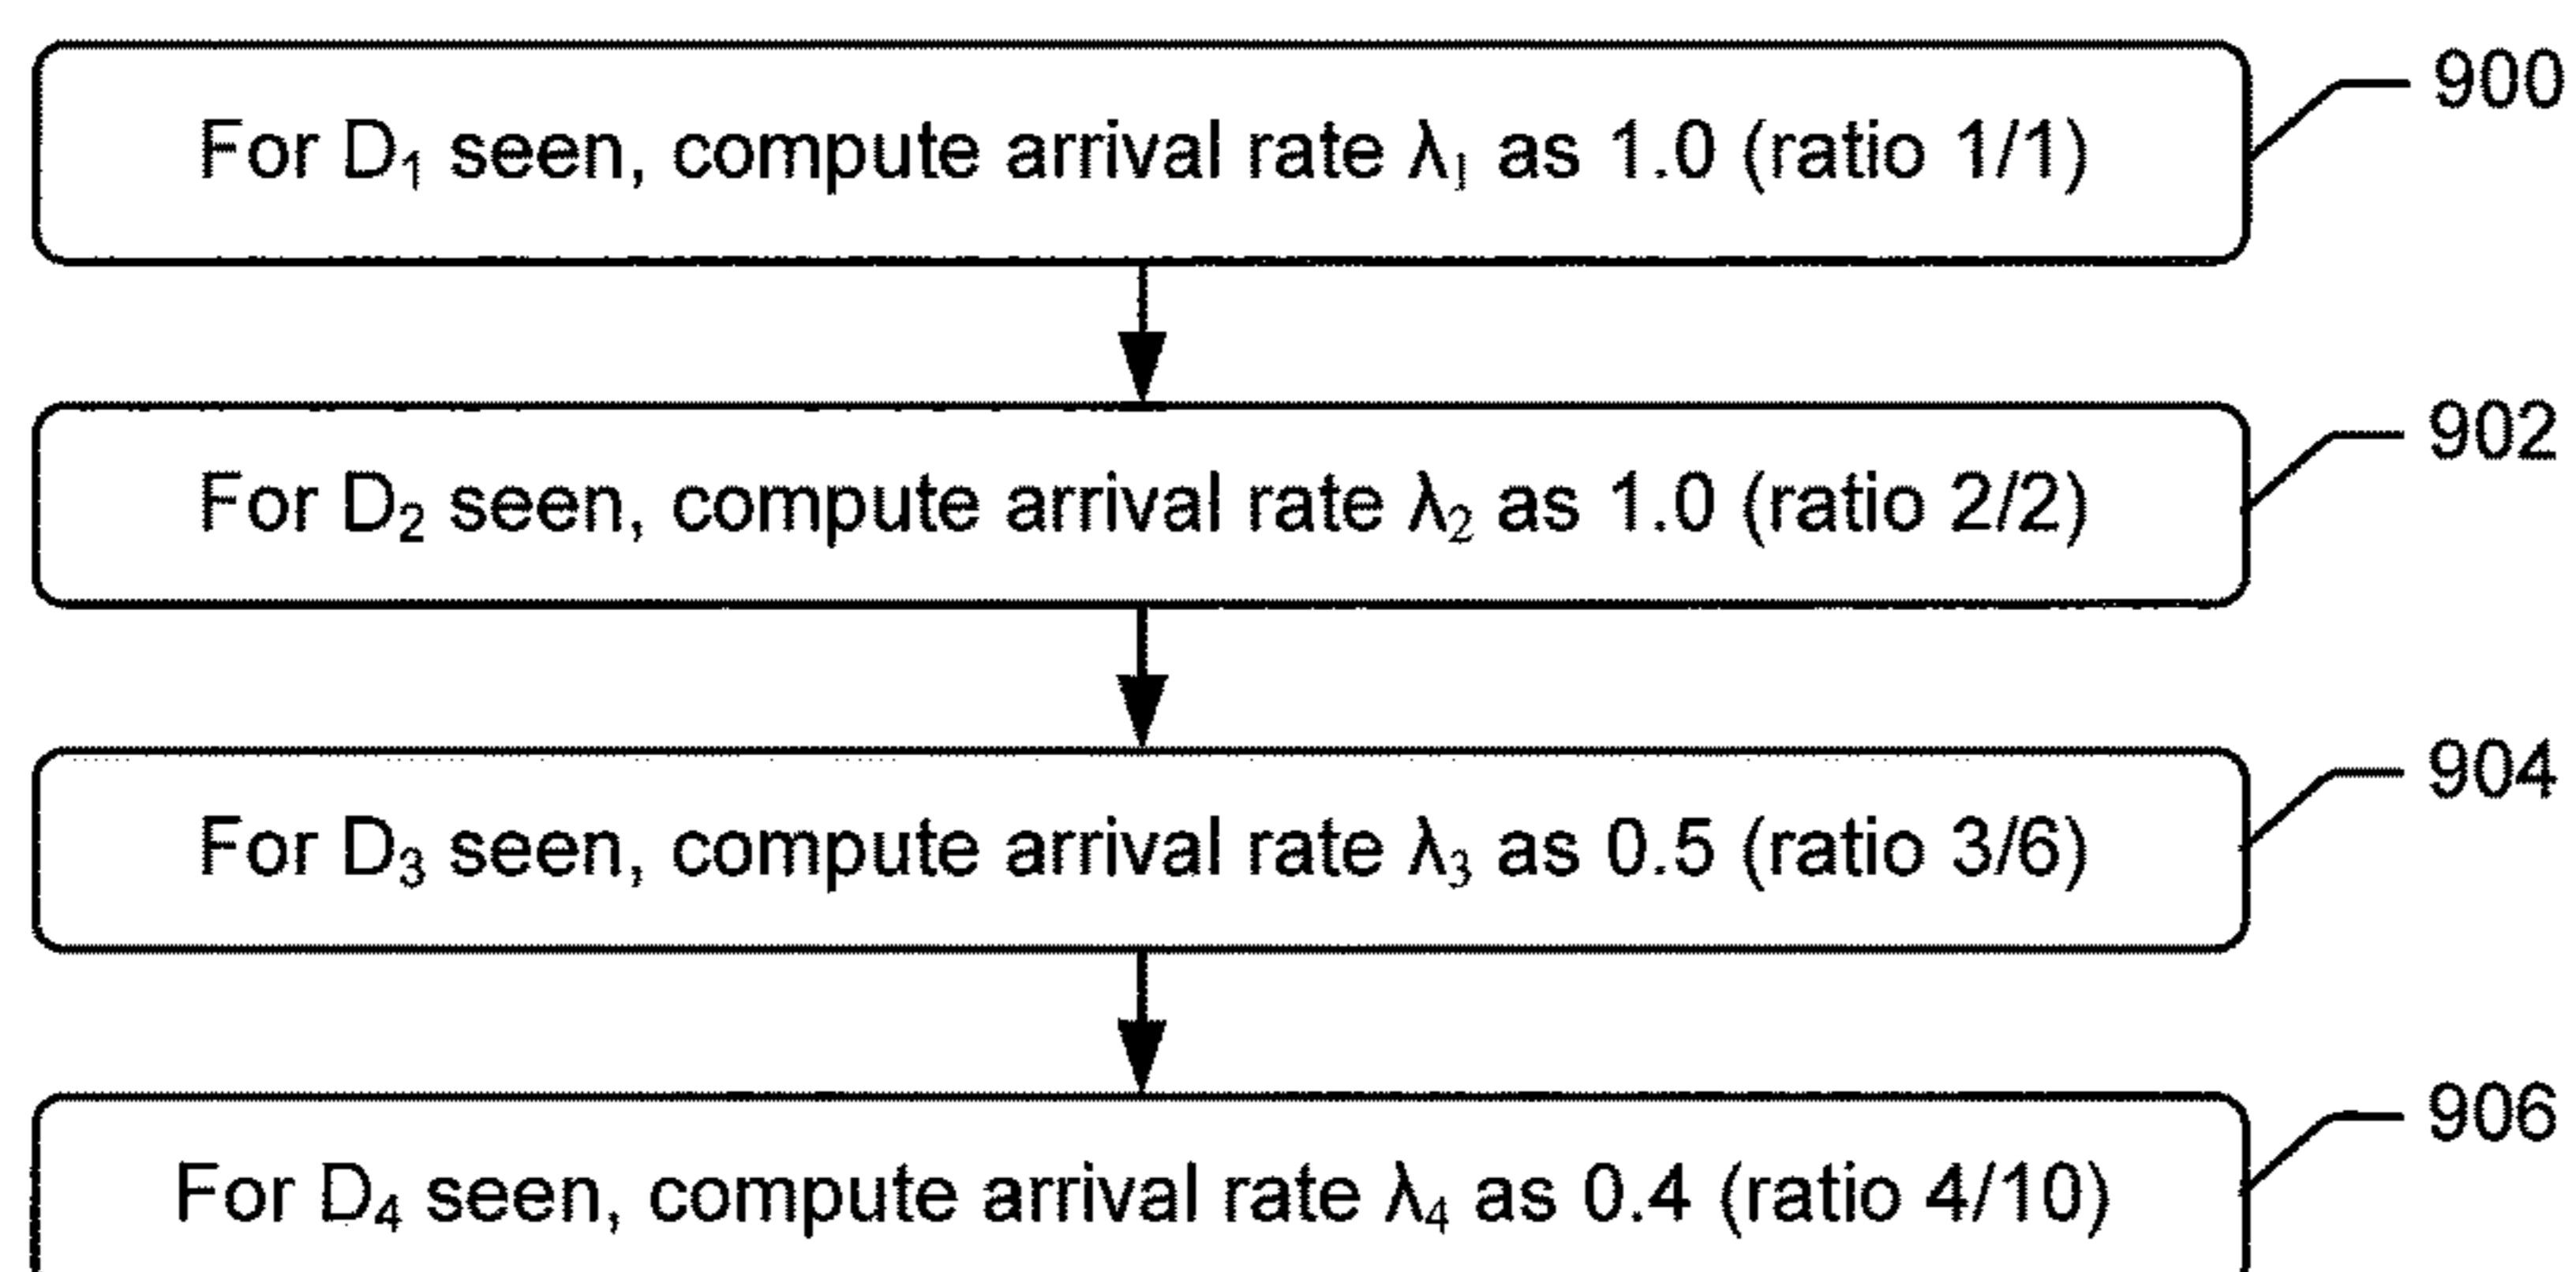 For D₁ seen, compute arrival rate λ₁ as 1.0 (ratio 1/1)
900
For D₂ seen, compute arrival rate λ₂ as 1.0 (ratio 2/2)
902
For D₃ seen, compute arrival rate λ₃ as 0.5 (ratio 3/6)
904
For D₄ seen, compute arrival rate λ₄ as 0.4 (ratio 4/10)
906